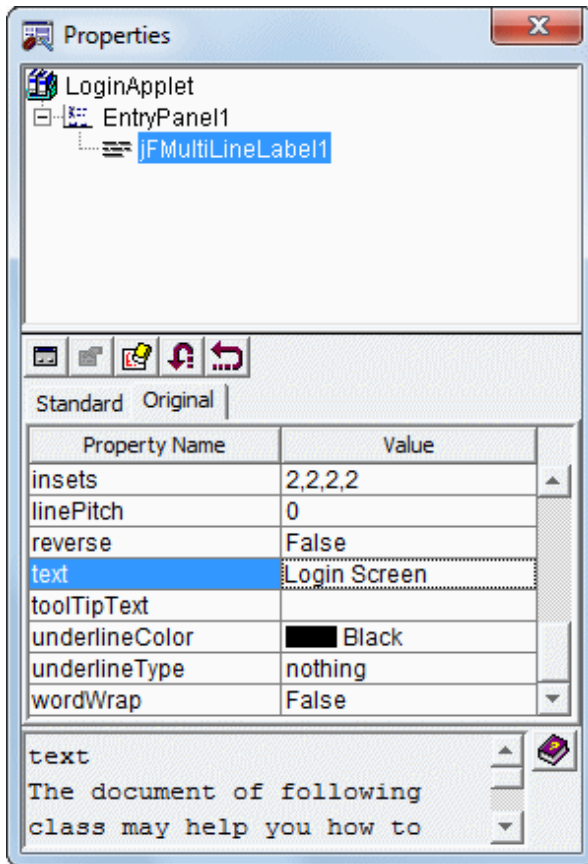 Properties
LoginApplet
EntryPanel1
jFMultiLineLabel1
Standard Original
Property Name Value
insets 2,2,2,2
linePitch 0
reverse False
text Login Screen
toolTipText
underlineColor Black
underlineType nothing
wordWrap False
text
The document of following
class may help you how to